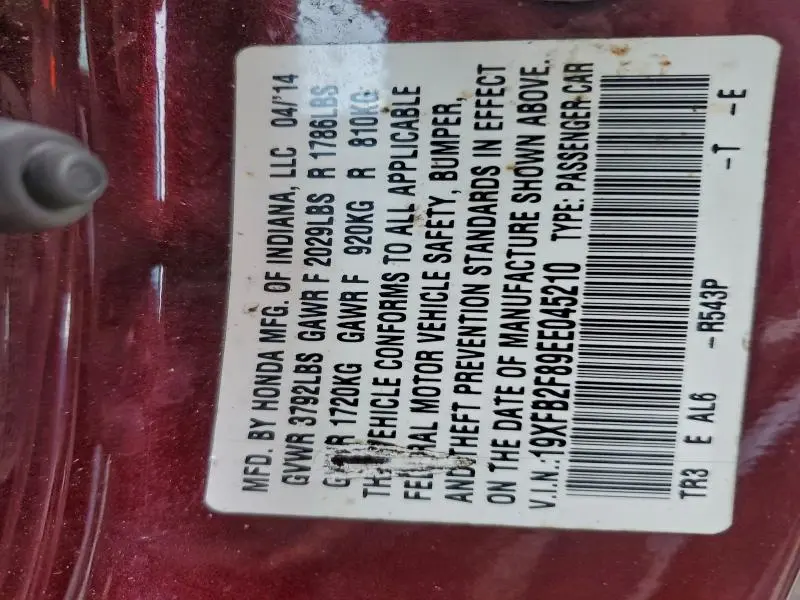 MFD. BY HONDA MFG. OF INDIANA, LLC 04/'14
GVWR 3792LBS GAWR F 2029LBS R 1786LBS
R 1720KG GAWR F 920KG R 810KG
VEHICLE CONFORMS TO ALL APPLICABLE
MOTOR VEHICLE SAFETY, BUMPER,
AND THEFT PREVENTION STANDARDS IN EFFECT
ON THE DATE OF MANUFACTURE SHOWN ABOVE.
V.I.N.:19XFB2F89EE045210 TYPE: PASSENGER CAR
TR3 E AL6 -R543P -T -E